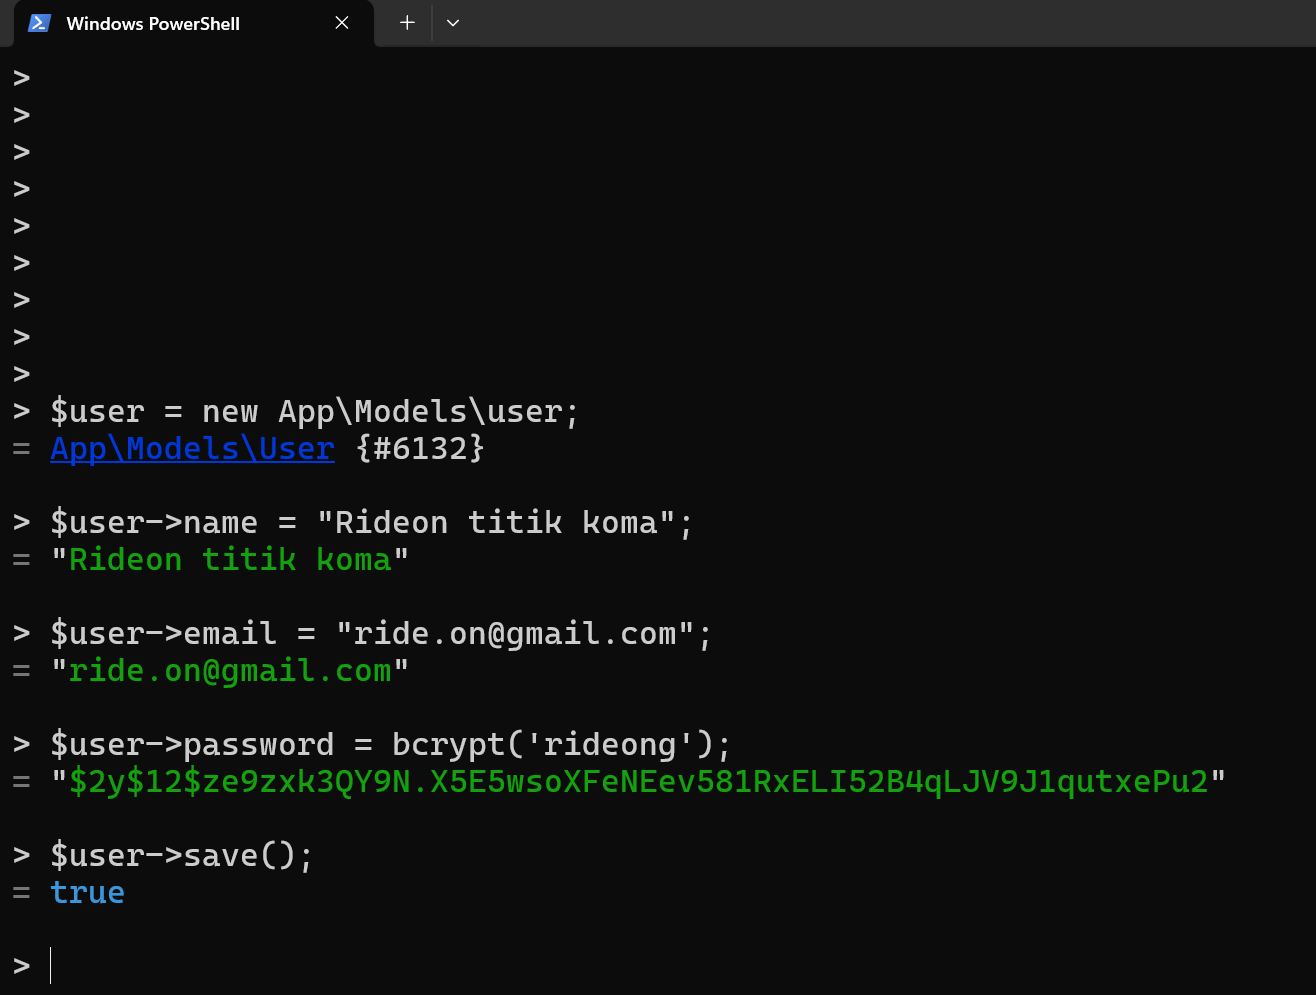 Windows PowerShell
>
>
>
>
>
>
>
>
>
> $user = new App\Models\user;
= App\Models\User {#6132}
> $user->name = "Rideon titik koma";
= "Rideon titik koma"
> $user->email = "ride.on@gmail.com";
= "ride.on@gmail.com"
> $user->password = bcrypt('rideong');
= "$2y$12$ze9zxk3QY9N.X5E5wsoXFeNEev581RxELI52B4qLJV9J1qutxePu2"
> $user->save();
= true
>